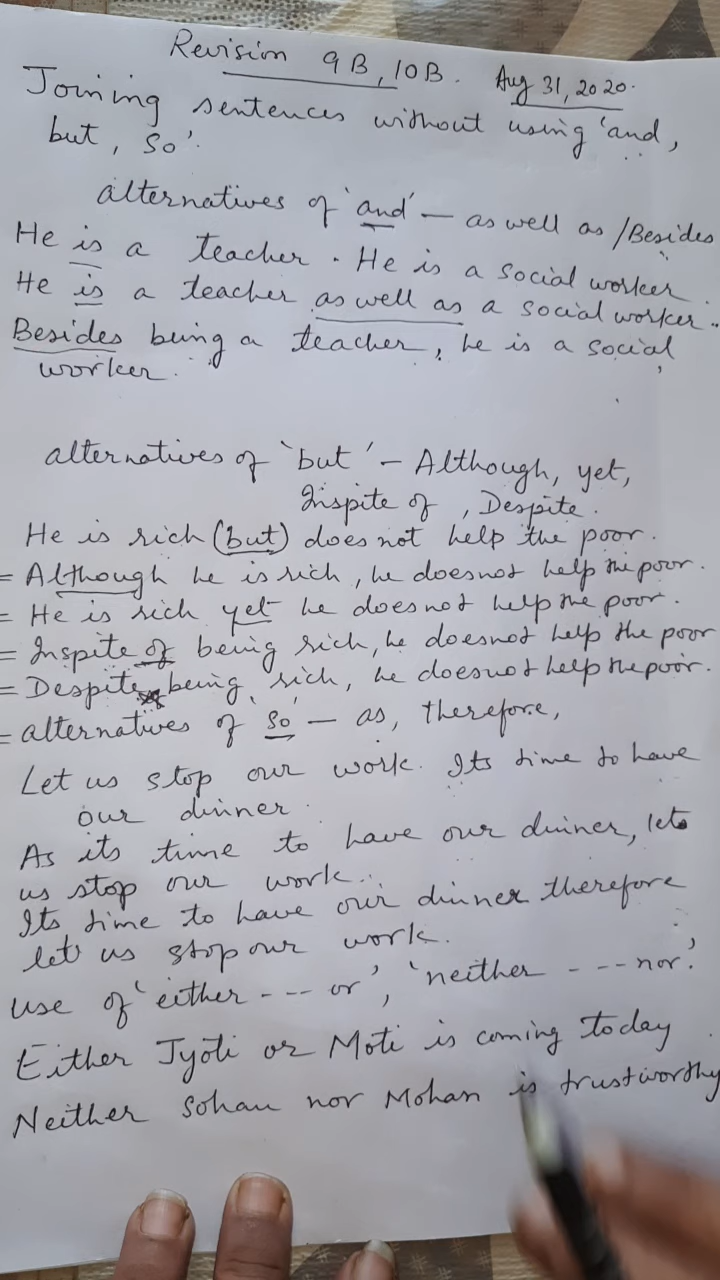 Revision 9B, 10B. Aug 31, 2020.
Joining sentences without using 'and,
but, so'.
alternatives of 'and' - as well as /Besides
He is a teacher. He is a social worker.
He is a teacher as well as a social worker.
Besides being a teacher, he is a social
worker.
alternatives of 'but' - Although, yet,
Inspite of, Despite.
He is rich (but) does not help the poor.
= Although he is rich, he doesnot help the poor.
= He is rich yet he doesnot help the poor.
= Inspite of being rich, he doesnot help the poor
= Despite being rich, he doesnot help the poor.
= alternatives of 'so' - as, therefore,
Let us stop our work. Its time to have
our dinner.
As its time to have our dinner, let
us stop our work.
Its time to have our dinner therefore
let us stop our work.
use of 'either --- or', 'neither --- nor'.
Either Jyoti or Moti is coming today
Neither Sohan nor Mohan is trustworthy